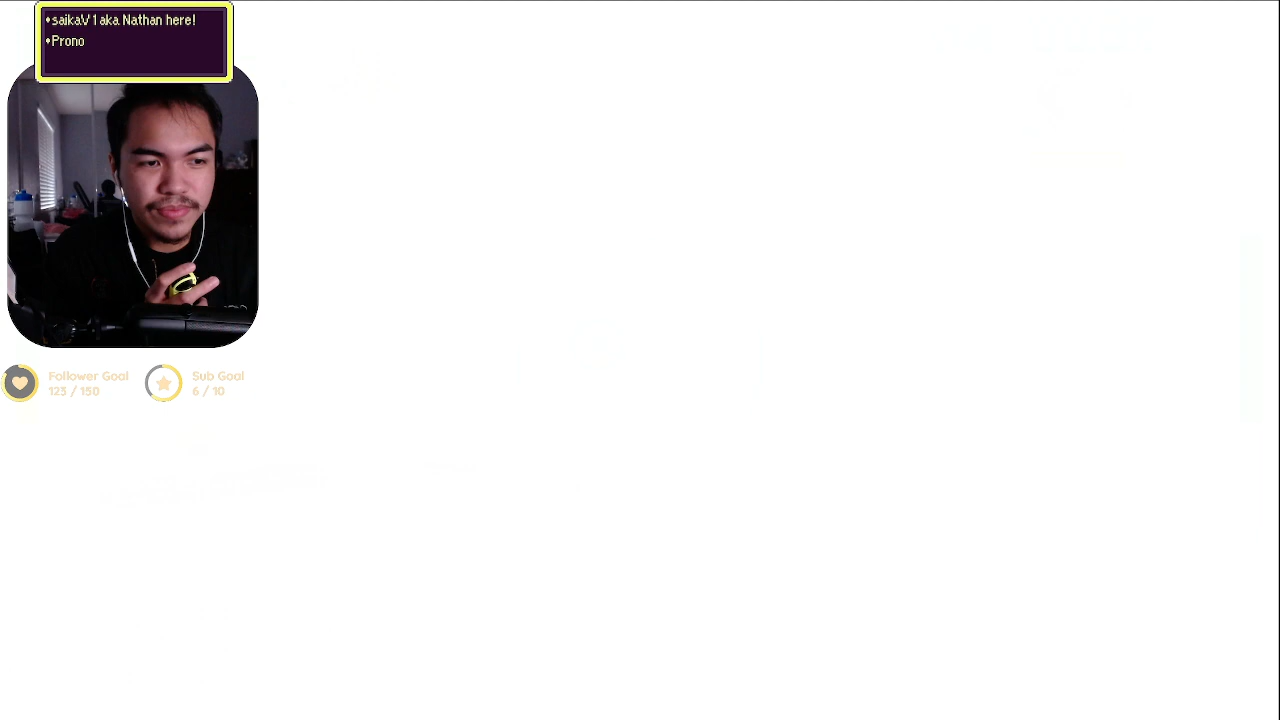 •saikaV1 aka Nathan here!
•Prono
Follower Goal
123 / 150
Sub Goal
6 / 10